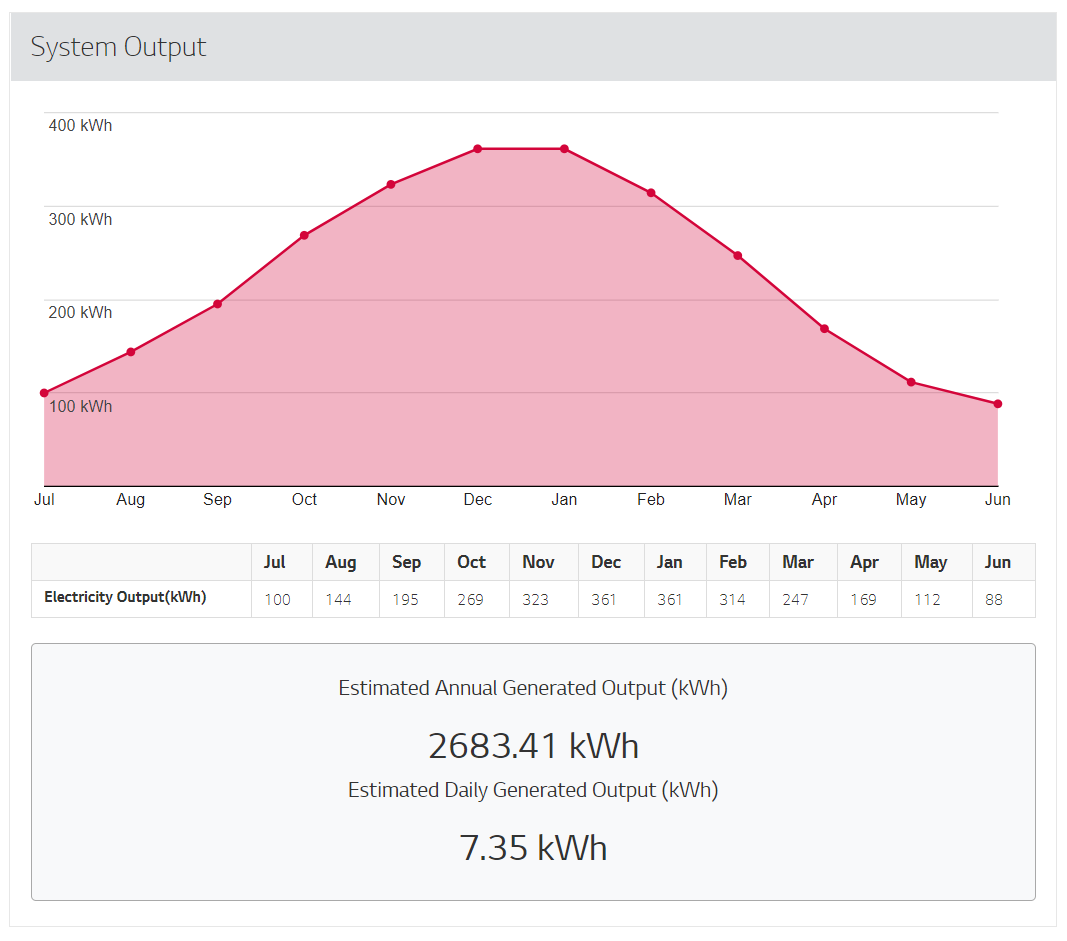 System Output
400 kWh
300 kWh
200 kWh
100 kWh
Jul Aug Sep Oct Nov Dec Jan Feb Mar Apr May Jun
Jul Aug Sep Oct Nov Dec Jan Feb Mar Apr May Jun
Electricity Output(kWh) 100 144 195 269 323 361 361 314 247 169 112 88
Estimated Annual Generated Output (kWh)
2683.41 kWh
Estimated Daily Generated Output (kWh)
7.35 kWh